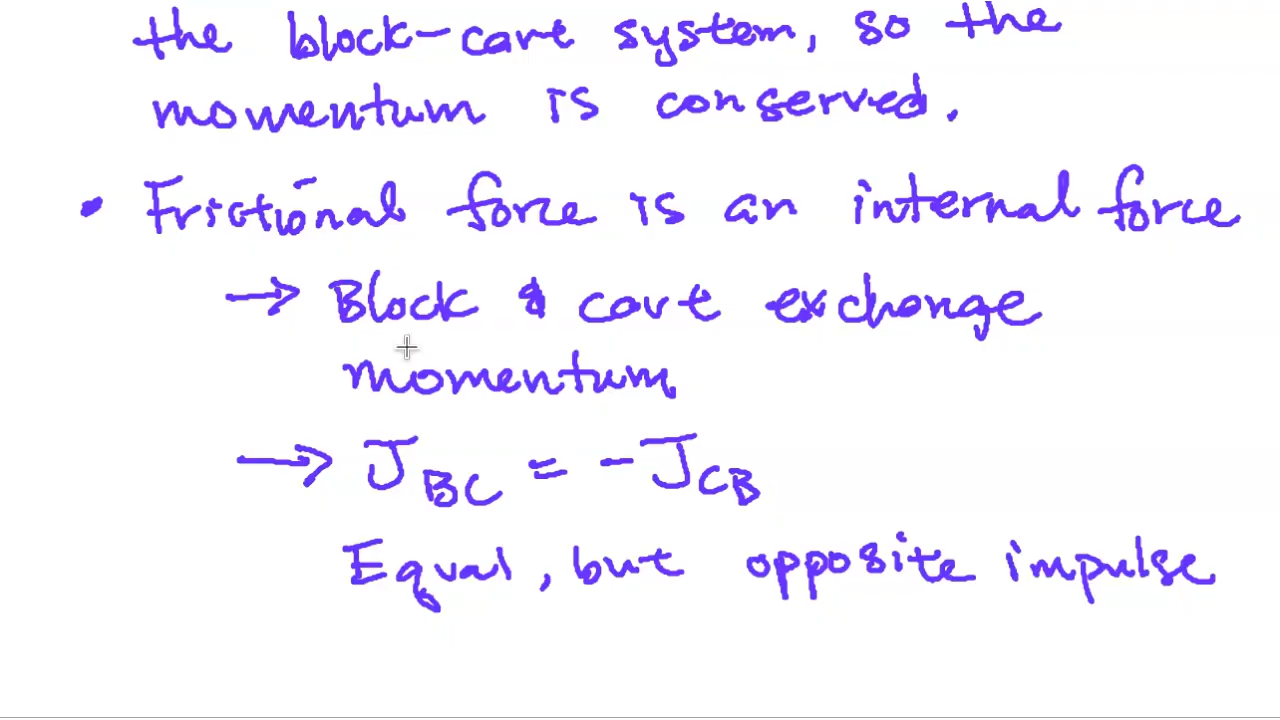 the block-cart system, so the
momentum is conserved.
• Frictional force is an internal force
→ Block & cart exchange
momentum.
→ J_BC = -J_CB
Equal, but opposite impulse